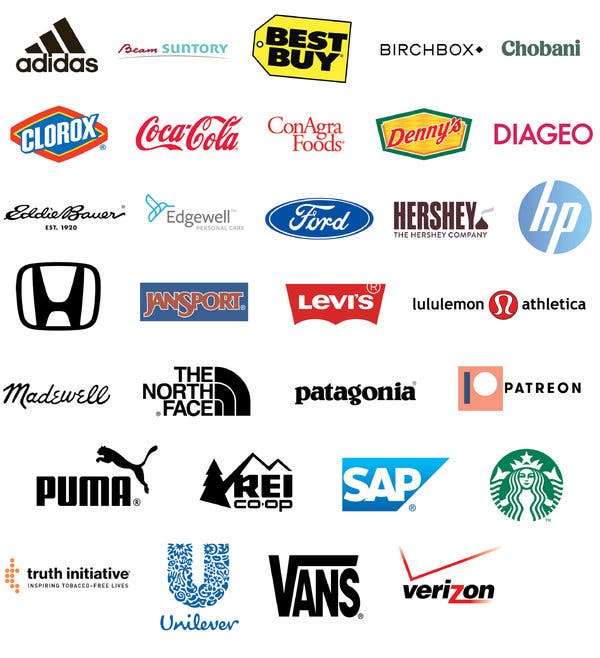 adidas
Beam SUNTORY
BEST
BUY
BIRCHBOX
Chobani
CLOROX®
Coca-Cola
ConAgra
Foods®
Denny's
DIAGEO
Eddie Bauer®
EST. 1920
Edgewell™
PERSONAL CARE
Ford
HERSHEY
THE HERSHEY COMPANY
hp
JANSPORT®
LEVI'S®
lululemon athletica
Madewell
THE
NORTH
FACE®
patagonia®
PATREON
PUMA®
REI
co·op
SAP®
truth initiative®
INSPIRING TOBACCO-FREE LIVES
Unilever
VANS®
verizon